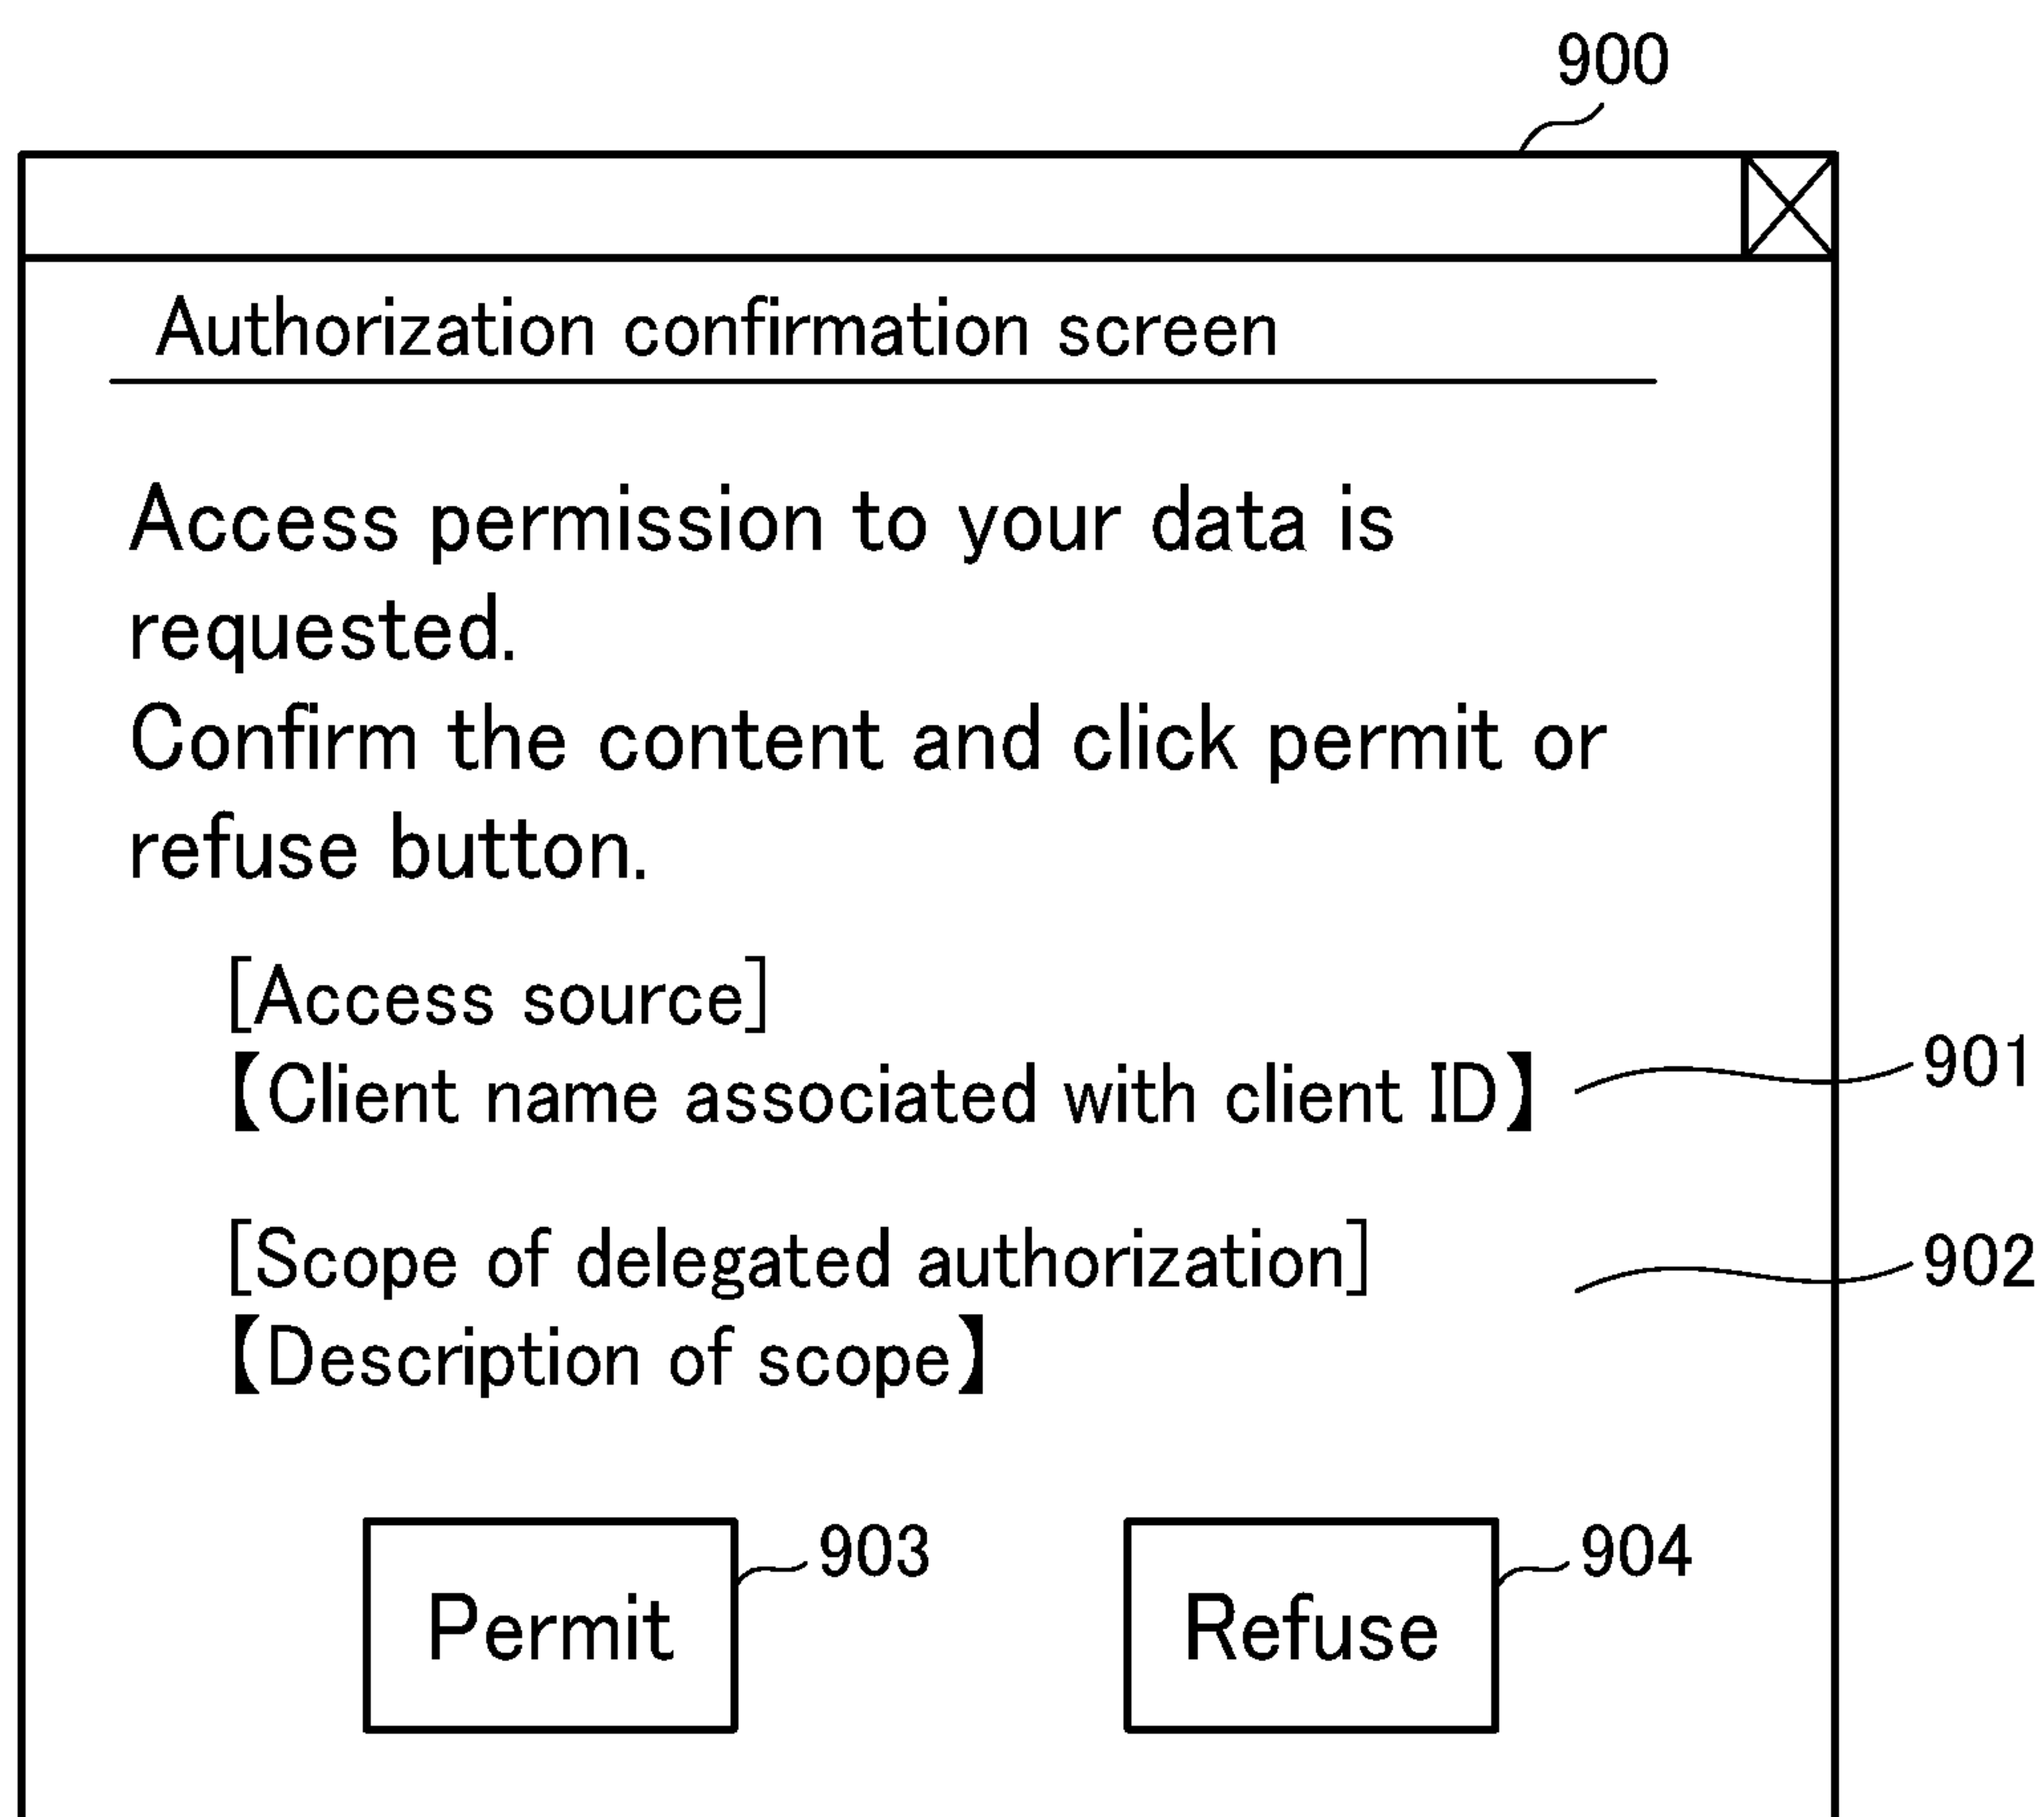 900
Authorization confirmation screen
Access permission to your data is
requested.
Confirm the content and click permit or
refuse button.
[Access source]
【Client name associated with client ID】
901
[Scope of delegated authorization]
902
【Description of scope】
Permit
903
Refuse
904